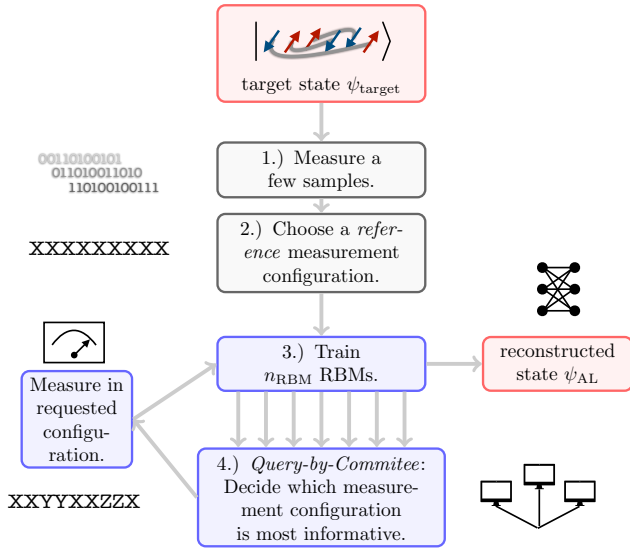 target state ψtarget
1.) Measure a
few samples.
00110100101
011010011010
110100100111
2.) Choose a refer-
ence measurement
configuration.
XXXXXXXXX
3.) Train
nRBM RBMs.
reconstructed
state ψAL
Measure in
requested
configu-
ration.
4.) Query-by-Commitee:
Decide which measure-
ment configuration
is most informative.
XXYYXXZZX